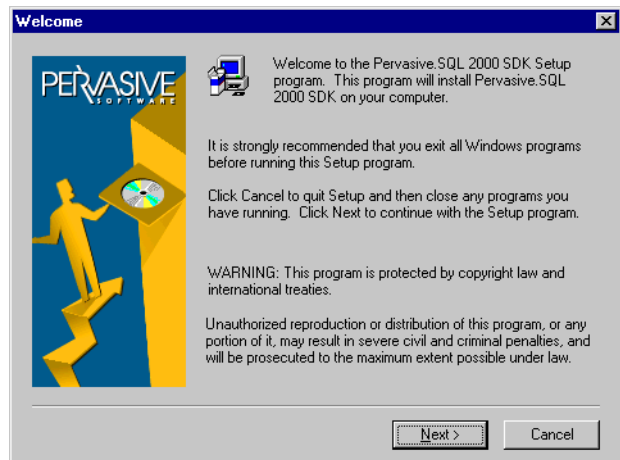 Welcome
PERVASIVE
SOFTWARE
Welcome to the Pervasive.SQL 2000 SDK Setup
program. This program will install Pervasive.SQL
2000 SDK on your computer.
It is strongly recommended that you exit all Windows programs
before running this Setup program.
Click Cancel to quit Setup and then close any programs you
have running. Click Next to continue with the Setup program.
WARNING: This program is protected by copyright law and
international treaties.
Unauthorized reproduction or distribution of this program, or any
portion of it, may result in severe civil and criminal penalties, and
will be prosecuted to the maximum extent possible under law.
Next >
Cancel